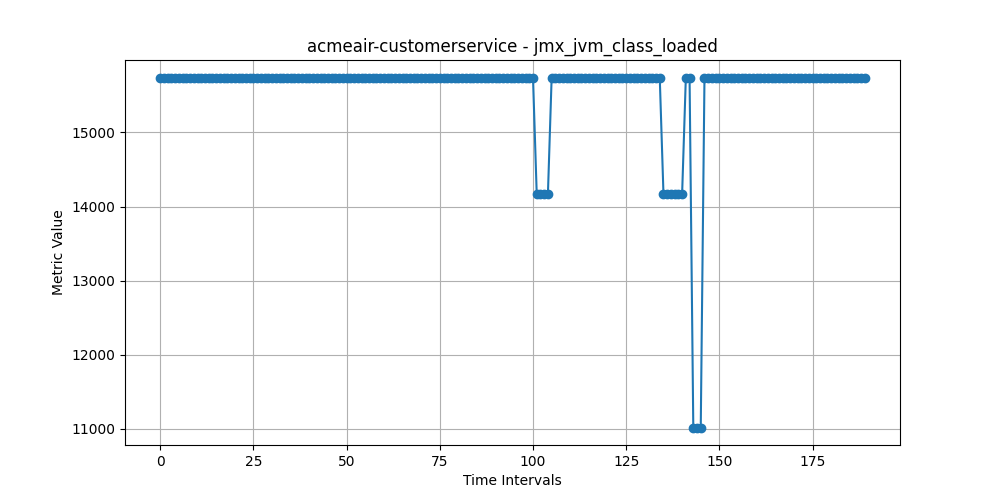 acmeair-customerservice - jmx_jvm_class_loaded
15000
14000
13000
12000
11000
Metric Value
0 25 50 75 100 125 150 175
Time Intervals